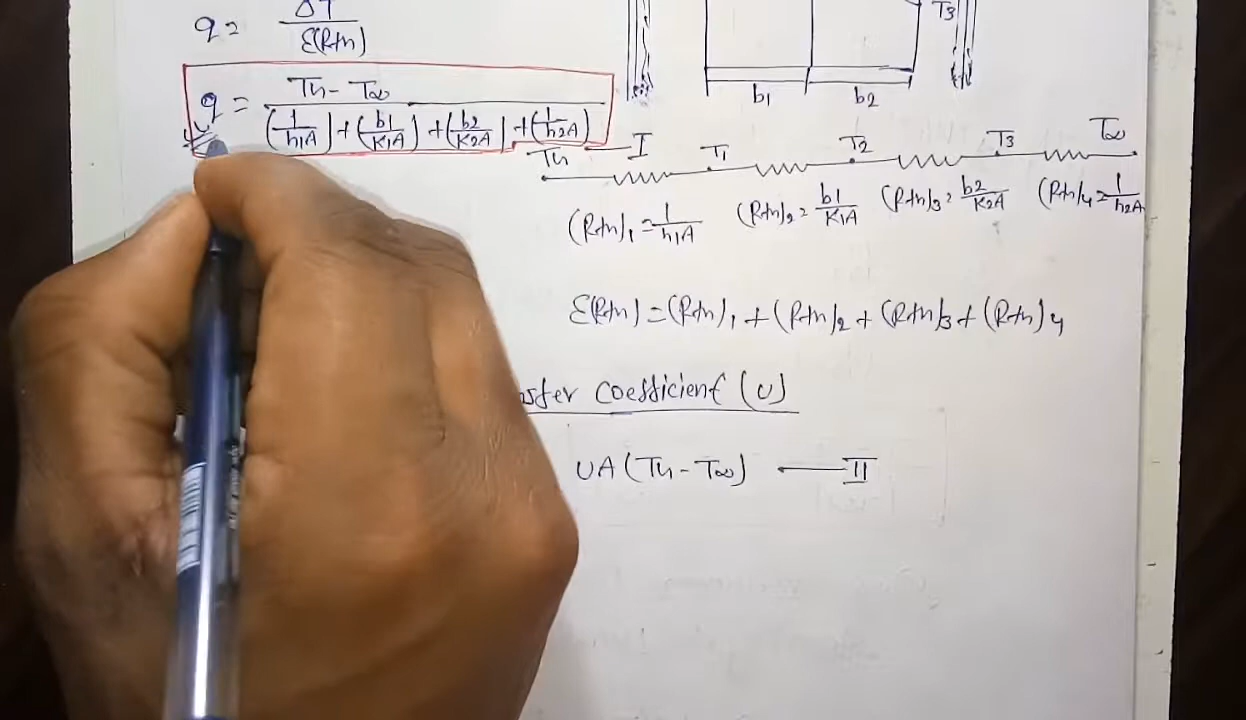 q = ΔT / Σ(Rth)
T3
q = Th - T∞ / (1/h1A) + (b1/K1A) + (b2/K2A) + (1/h2A)
b1 b2
Th I T1 T2 T3 T∞
(Rth)1 = 1/h1A (Rth)2 = b1/K1A (Rth)3 = b2/K2A (Rth)4 = 1/h2A
Σ(Rth) = (Rth)1 + (Rth)2 + (Rth)3 + (Rth)4
coefficient (U)
UA (Th - T∞) II